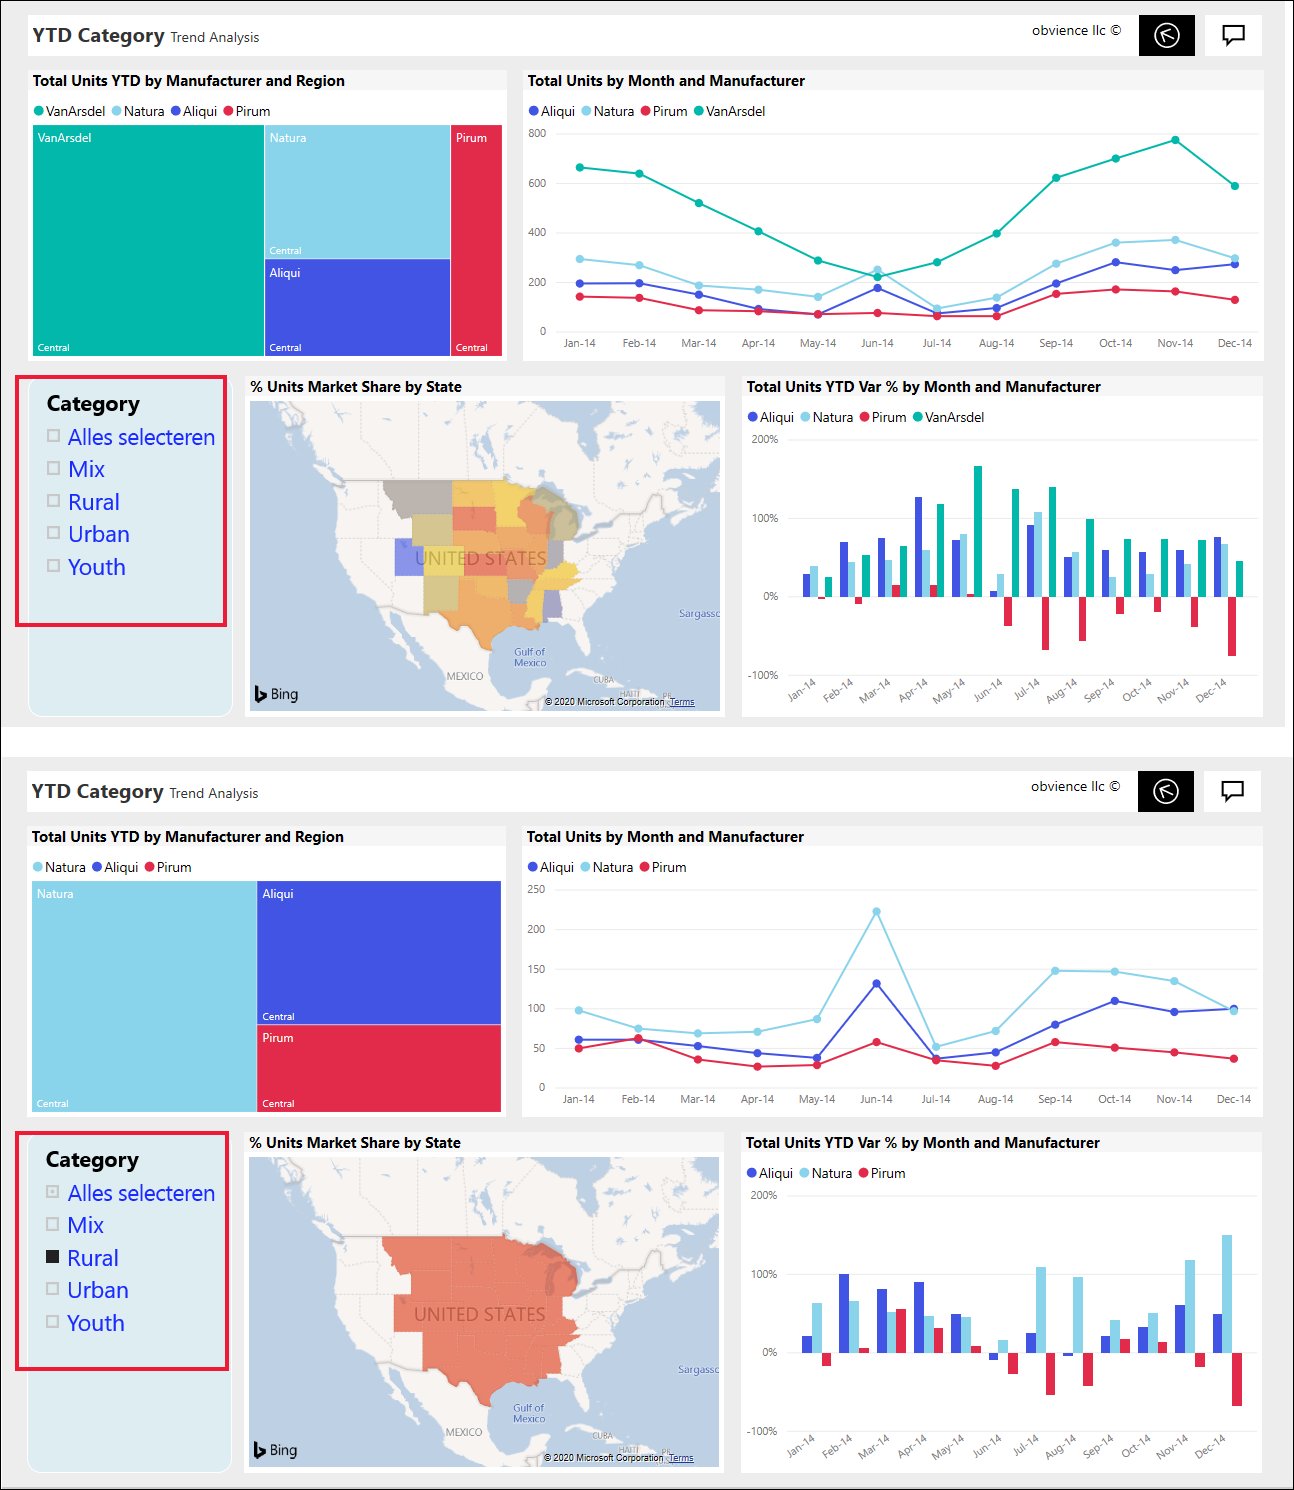 YTD Category Trend Analysis
obvience llc ©
Total Units YTD by Manufacturer and Region
VanArsdel Natura Aliqui Pirum
VanArsdel
Central
Natura
Central
Aliqui
Central
Pirum
Central
Total Units by Month and Manufacturer
Aliqui Natura Pirum VanArsdel
800
600
400
200
0
Jan-14 Feb-14 Mar-14 Apr-14 May-14 Jun-14 Jul-14 Aug-14 Sep-14 Oct-14 Nov-14 Dec-14
Category
Alles selecteren
Mix
Rural
Urban
Youth
% Units Market Share by State
UNITED STATES
Sargasso
Gulf of
Mexico
MEXICO
CUBA
HAITI
PR
Bing
© 2020 Microsoft Corporation Terms
Total Units YTD Var % by Month and Manufacturer
Aliqui Natura Pirum VanArsdel
200%
100%
0%
-100%
Jan-14 Feb-14 Mar-14 Apr-14 May-14 Jun-14 Jul-14 Aug-14 Sep-14 Oct-14 Nov-14 Dec-14
YTD Category Trend Analysis
obvience llc ©
Total Units YTD by Manufacturer and Region
Natura Aliqui Pirum
Natura
Central
Aliqui
Central
Pirum
Central
Total Units by Month and Manufacturer
Aliqui Natura Pirum
250
200
150
100
50
0
Jan-14 Feb-14 Mar-14 Apr-14 May-14 Jun-14 Jul-14 Aug-14 Sep-14 Oct-14 Nov-14 Dec-14
Category
Alles selecteren
Mix
Rural
Urban
Youth
% Units Market Share by State
UNITED STATES
Sargasso
Gulf of
Mexico
MEXICO
CUBA
HAITI
PR
Bing
© 2020 Microsoft Corporation Terms
Total Units YTD Var % by Month and Manufacturer
Aliqui Natura Pirum
200%
100%
0%
-100%
Jan-14 Feb-14 Mar-14 Apr-14 May-14 Jun-14 Jul-14 Aug-14 Sep-14 Oct-14 Nov-14 Dec-14